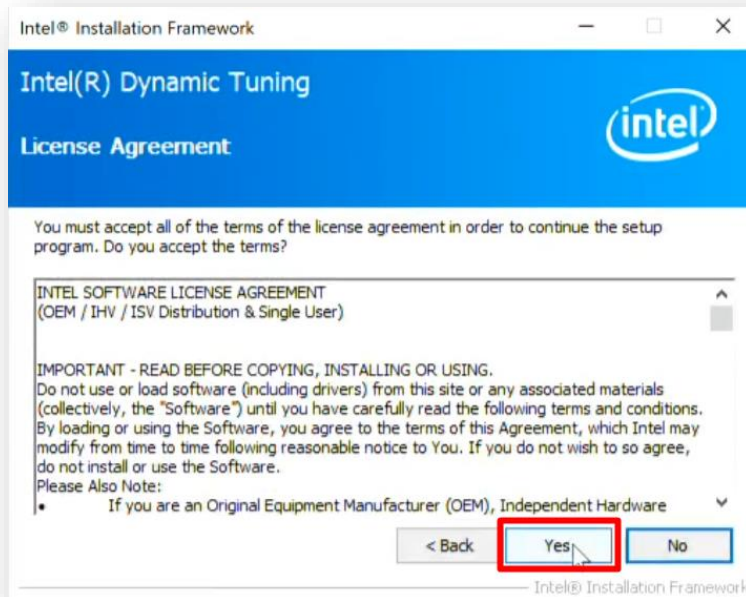 Intel® Installation Framework
Intel(R) Dynamic Tuning
intel
License Agreement
You must accept all of the terms of the license agreement in order to continue the setup
program. Do you accept the terms?
INTEL SOFTWARE LICENSE AGREEMENT
(OEM / IHV / ISV Distribution & Single User)
IMPORTANT - READ BEFORE COPYING, INSTALLING OR USING.
Do not use or load software (including drivers) from this site or any associated materials
(collectively, the "Software") until you have carefully read the following terms and conditions.
By loading or using the Software, you agree to the terms of this Agreement, which Intel may
modify from time to time following reasonable notice to You. If you do not wish to so agree,
do not install or use the Software.
Please Also Note:
• If you are an Original Equipment Manufacturer (OEM), Independent Hardware
< Back Yes No
Intel® Installation Framework